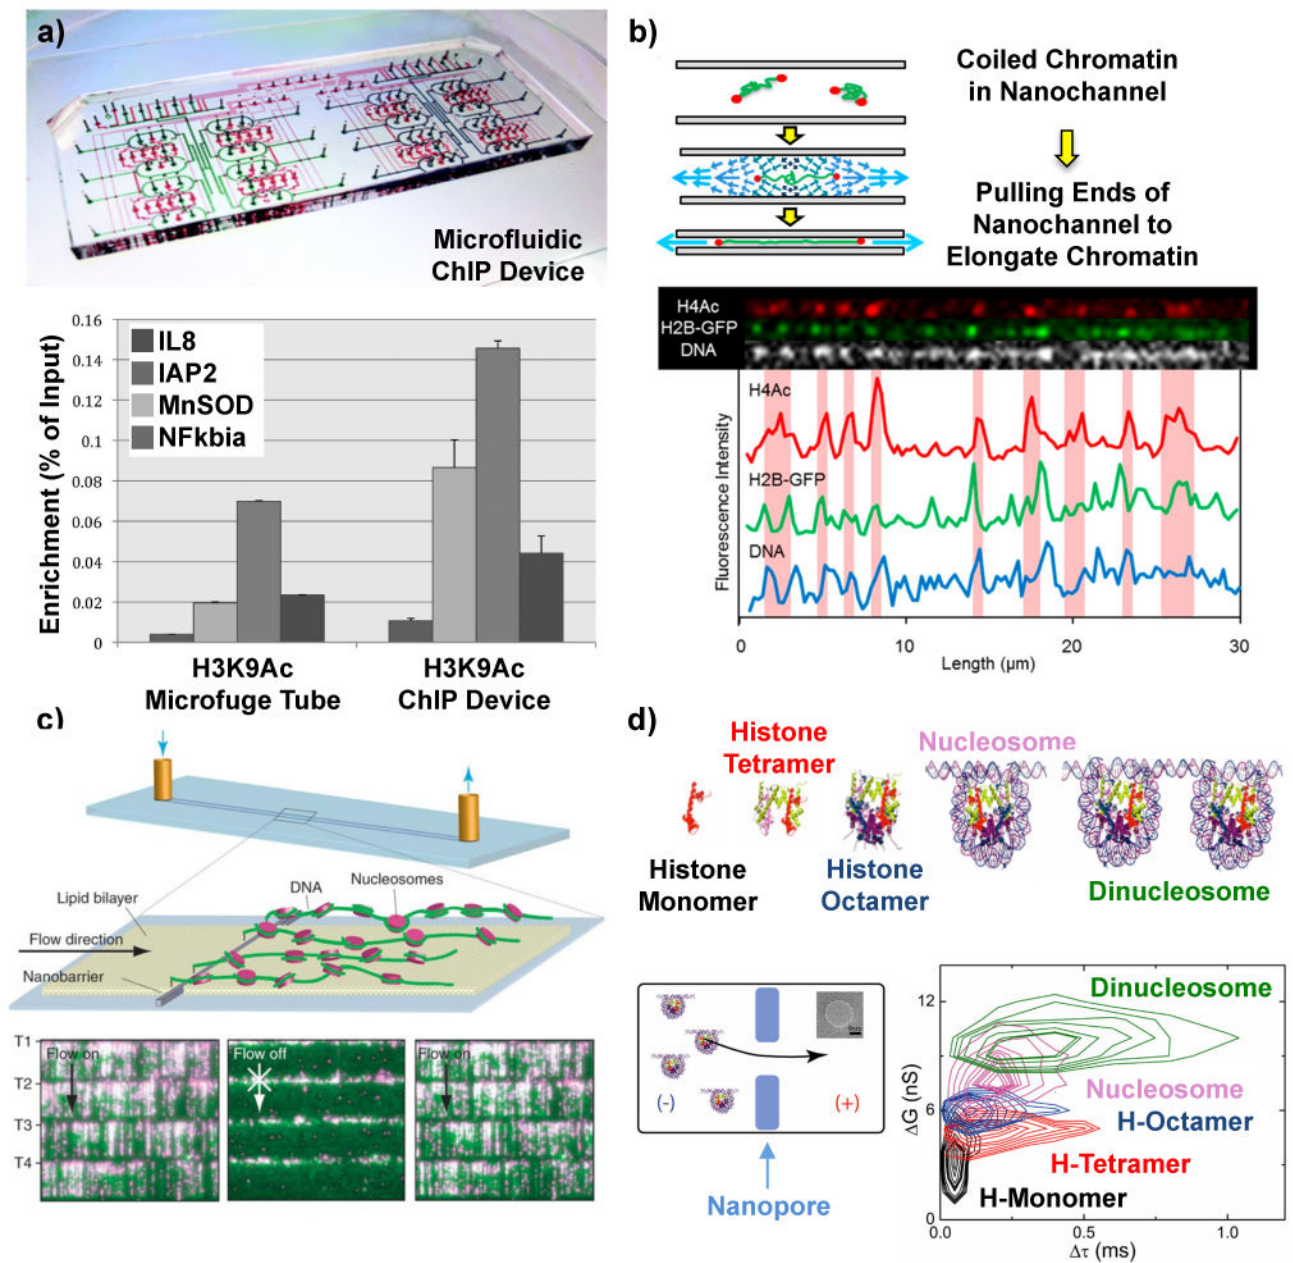 a)
Microfluidic
ChIP Device
Enrichment (% of Input)
0.16
0.14
0.12
0.1
0.08
0.06
0.04
0.02
0
IL8
IAP2
MnSOD
NFkbia
H3K9Ac
Microfuge Tube
H3K9Ac
ChIP Device
b)
Coiled Chromatin
in Nanochannel
Pulling Ends of
Nanochannel to
Elongate Chromatin
H4Ac
H2B-GFP
DNA
Fluorescence Intensity
H4Ac
H2B-GFP
DNA
0
10
20
30
Length (µm)
c)
DNA
Nucleosomes
Lipid bilayer
Flow direction
Nanobarrier
T1
T2
T3
T4
Flow on
Flow off
Flow on
d)
Histone
Tetramer
Nucleosome
Histone
Monomer
Histone
Octamer
Dinucleosome
(-)
(+)
Nanopore
ΔG (nS)
12
6
0
Dinucleosome
Nucleosome
H-Octamer
H-Tetramer
H-Monomer
0.0
0.5
1.0
Δτ (ms)